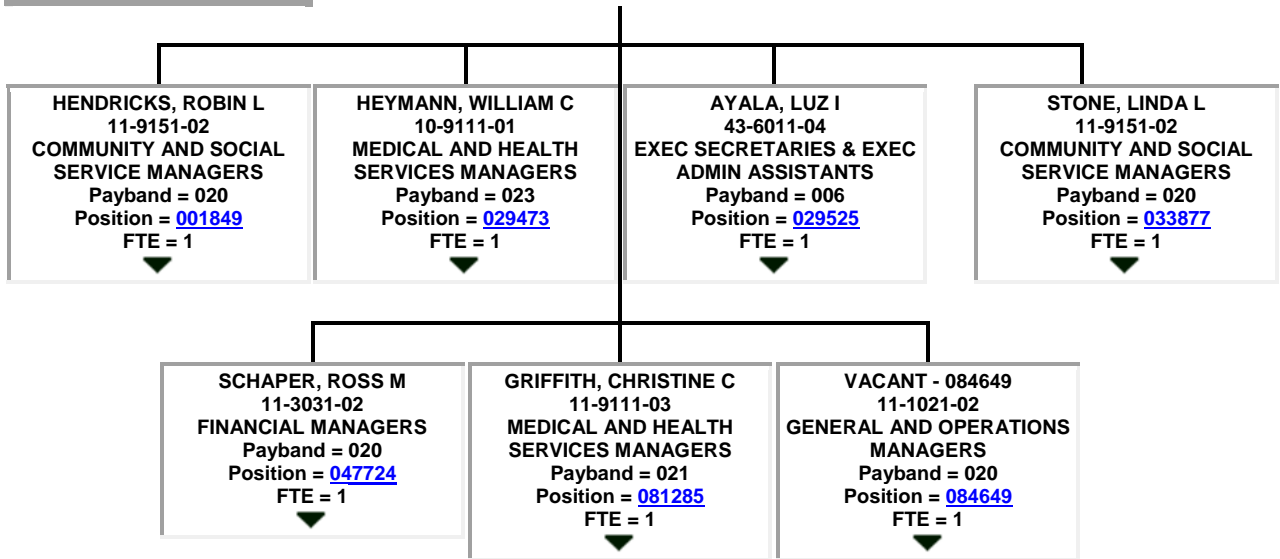 HENDRICKS, ROBIN L
11-9151-02
COMMUNITY AND SOCIAL
SERVICE MANAGERS
Payband = 020
Position = 001849
FTE = 1
HEYMANN, WILLIAM C
10-9111-01
MEDICAL AND HEALTH
SERVICES MANAGERS
Payband = 023
Position = 029473
FTE = 1
AYALA, LUZ I
43-6011-04
EXEC SECRETARIES & EXEC
ADMIN ASSISTANTS
Payband = 006
Position = 029525
FTE = 1
STONE, LINDA L
11-9151-02
COMMUNITY AND SOCIAL
SERVICE MANAGERS
Payband = 020
Position = 033877
FTE = 1
SCHAPER, ROSS M
11-3031-02
FINANCIAL MANAGERS
Payband = 020
Position = 047724
FTE = 1
GRIFFITH, CHRISTINE C
11-9111-03
MEDICAL AND HEALTH
SERVICES MANAGERS
Payband = 021
Position = 081285
FTE = 1
VACANT - 084649
11-1021-02
GENERAL AND OPERATIONS
MANAGERS
Payband = 020
Position = 084649
FTE = 1